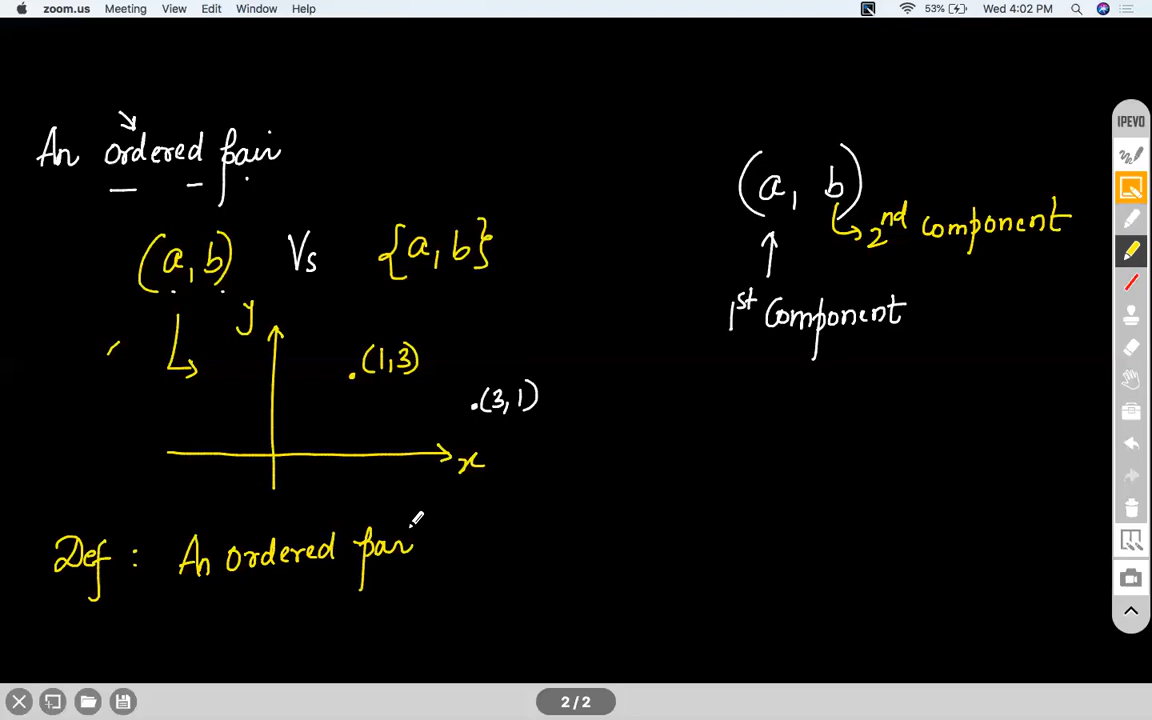 zoom.us Meeting View Edit Window Help 53% Wed 4:02 PM
An ordered pair
(a, b) Vs {a, b}
y
(1,3)
(3, 1)
x
Def : An ordered pair
(a, b)
2nd component
1st Component
IPEVO
2 / 2